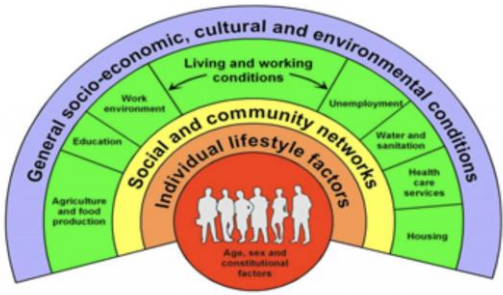 General socio-economic, cultural and environmental conditions
Living and working
conditions
Work
environment
Unemployment
Education
Water and
sanitation
Agriculture
and food
production
Health
care
services
Housing
Social and community networks
Individual lifestyle factors
Age, sex and
constitutional
factors